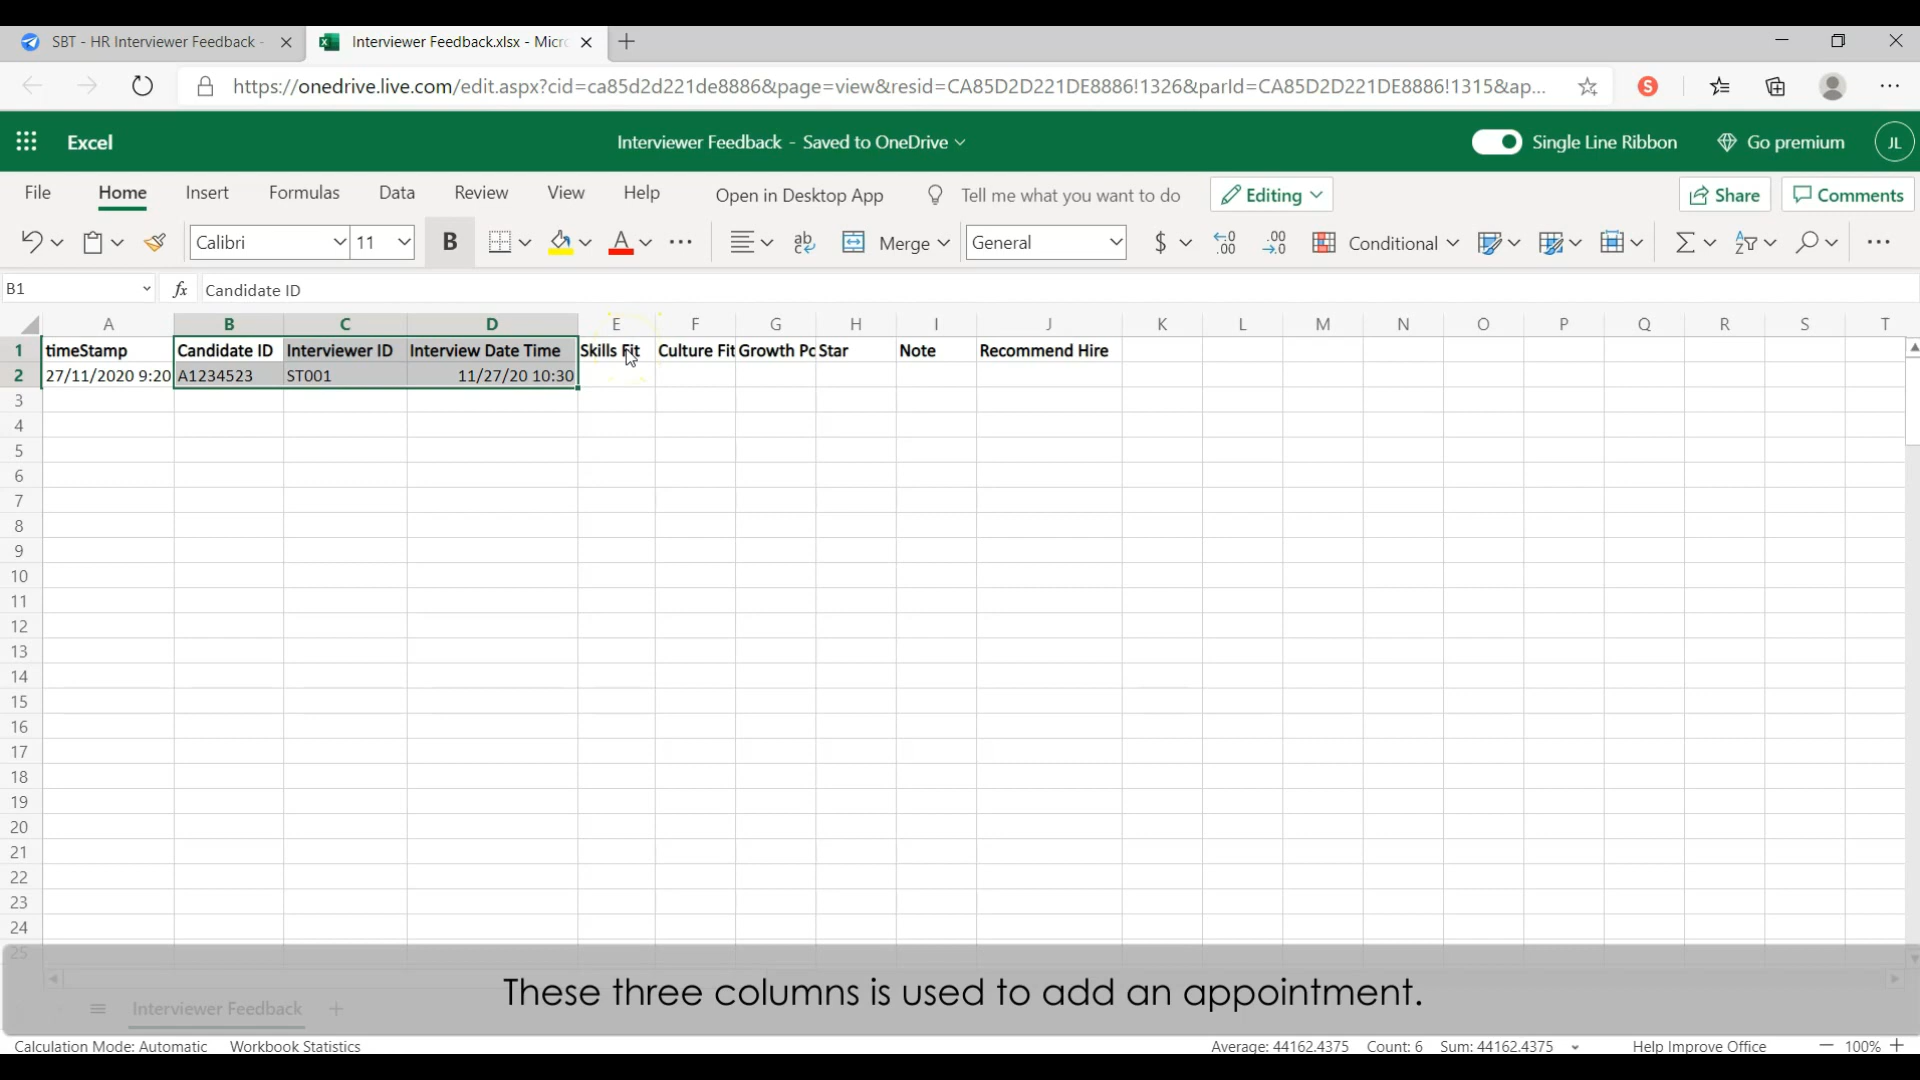 SBT - HR Interviewer Feedback -
Interviewer Feedback.xlsx - Micr
https://onedrive.live.com/edit.aspx?cid=ca85d2d221de8886&page=view&resid=CA85D2D221DE8886!1326&parId=CA85D2D221DE8886!1315&ap...
S
Excel
Interviewer Feedback - Saved to OneDrive
Single Line Ribbon
Go premium
JL
File Home Insert Formulas Data Review View Help Open in Desktop App Tell me what you want to do Editing Share Comments
Calibri 11 B A ab Merge General $ .00 .00 Conditional
B1 fx Candidate ID
A B C D E F G H I J K L M N O P Q R S T
1 timeStamp Candidate ID Interviewer ID Interview Date Time Skills Fit Culture Fit Growth Pc Star Note Recommend Hire
2 27/11/2020 9:20 A1234523 ST001 11/27/20 10:30
3
4
5
6
7
8
9
10
11
12
13
14
15
16
17
18
19
20
21
22
23
24
25
These three columns is used to add an appointment.
Interviewer Feedback
Calculation Mode: Automatic Workbook Statistics Average: 44162.4375 Count: 6 Sum: 44162.4375 Help Improve Office 100%